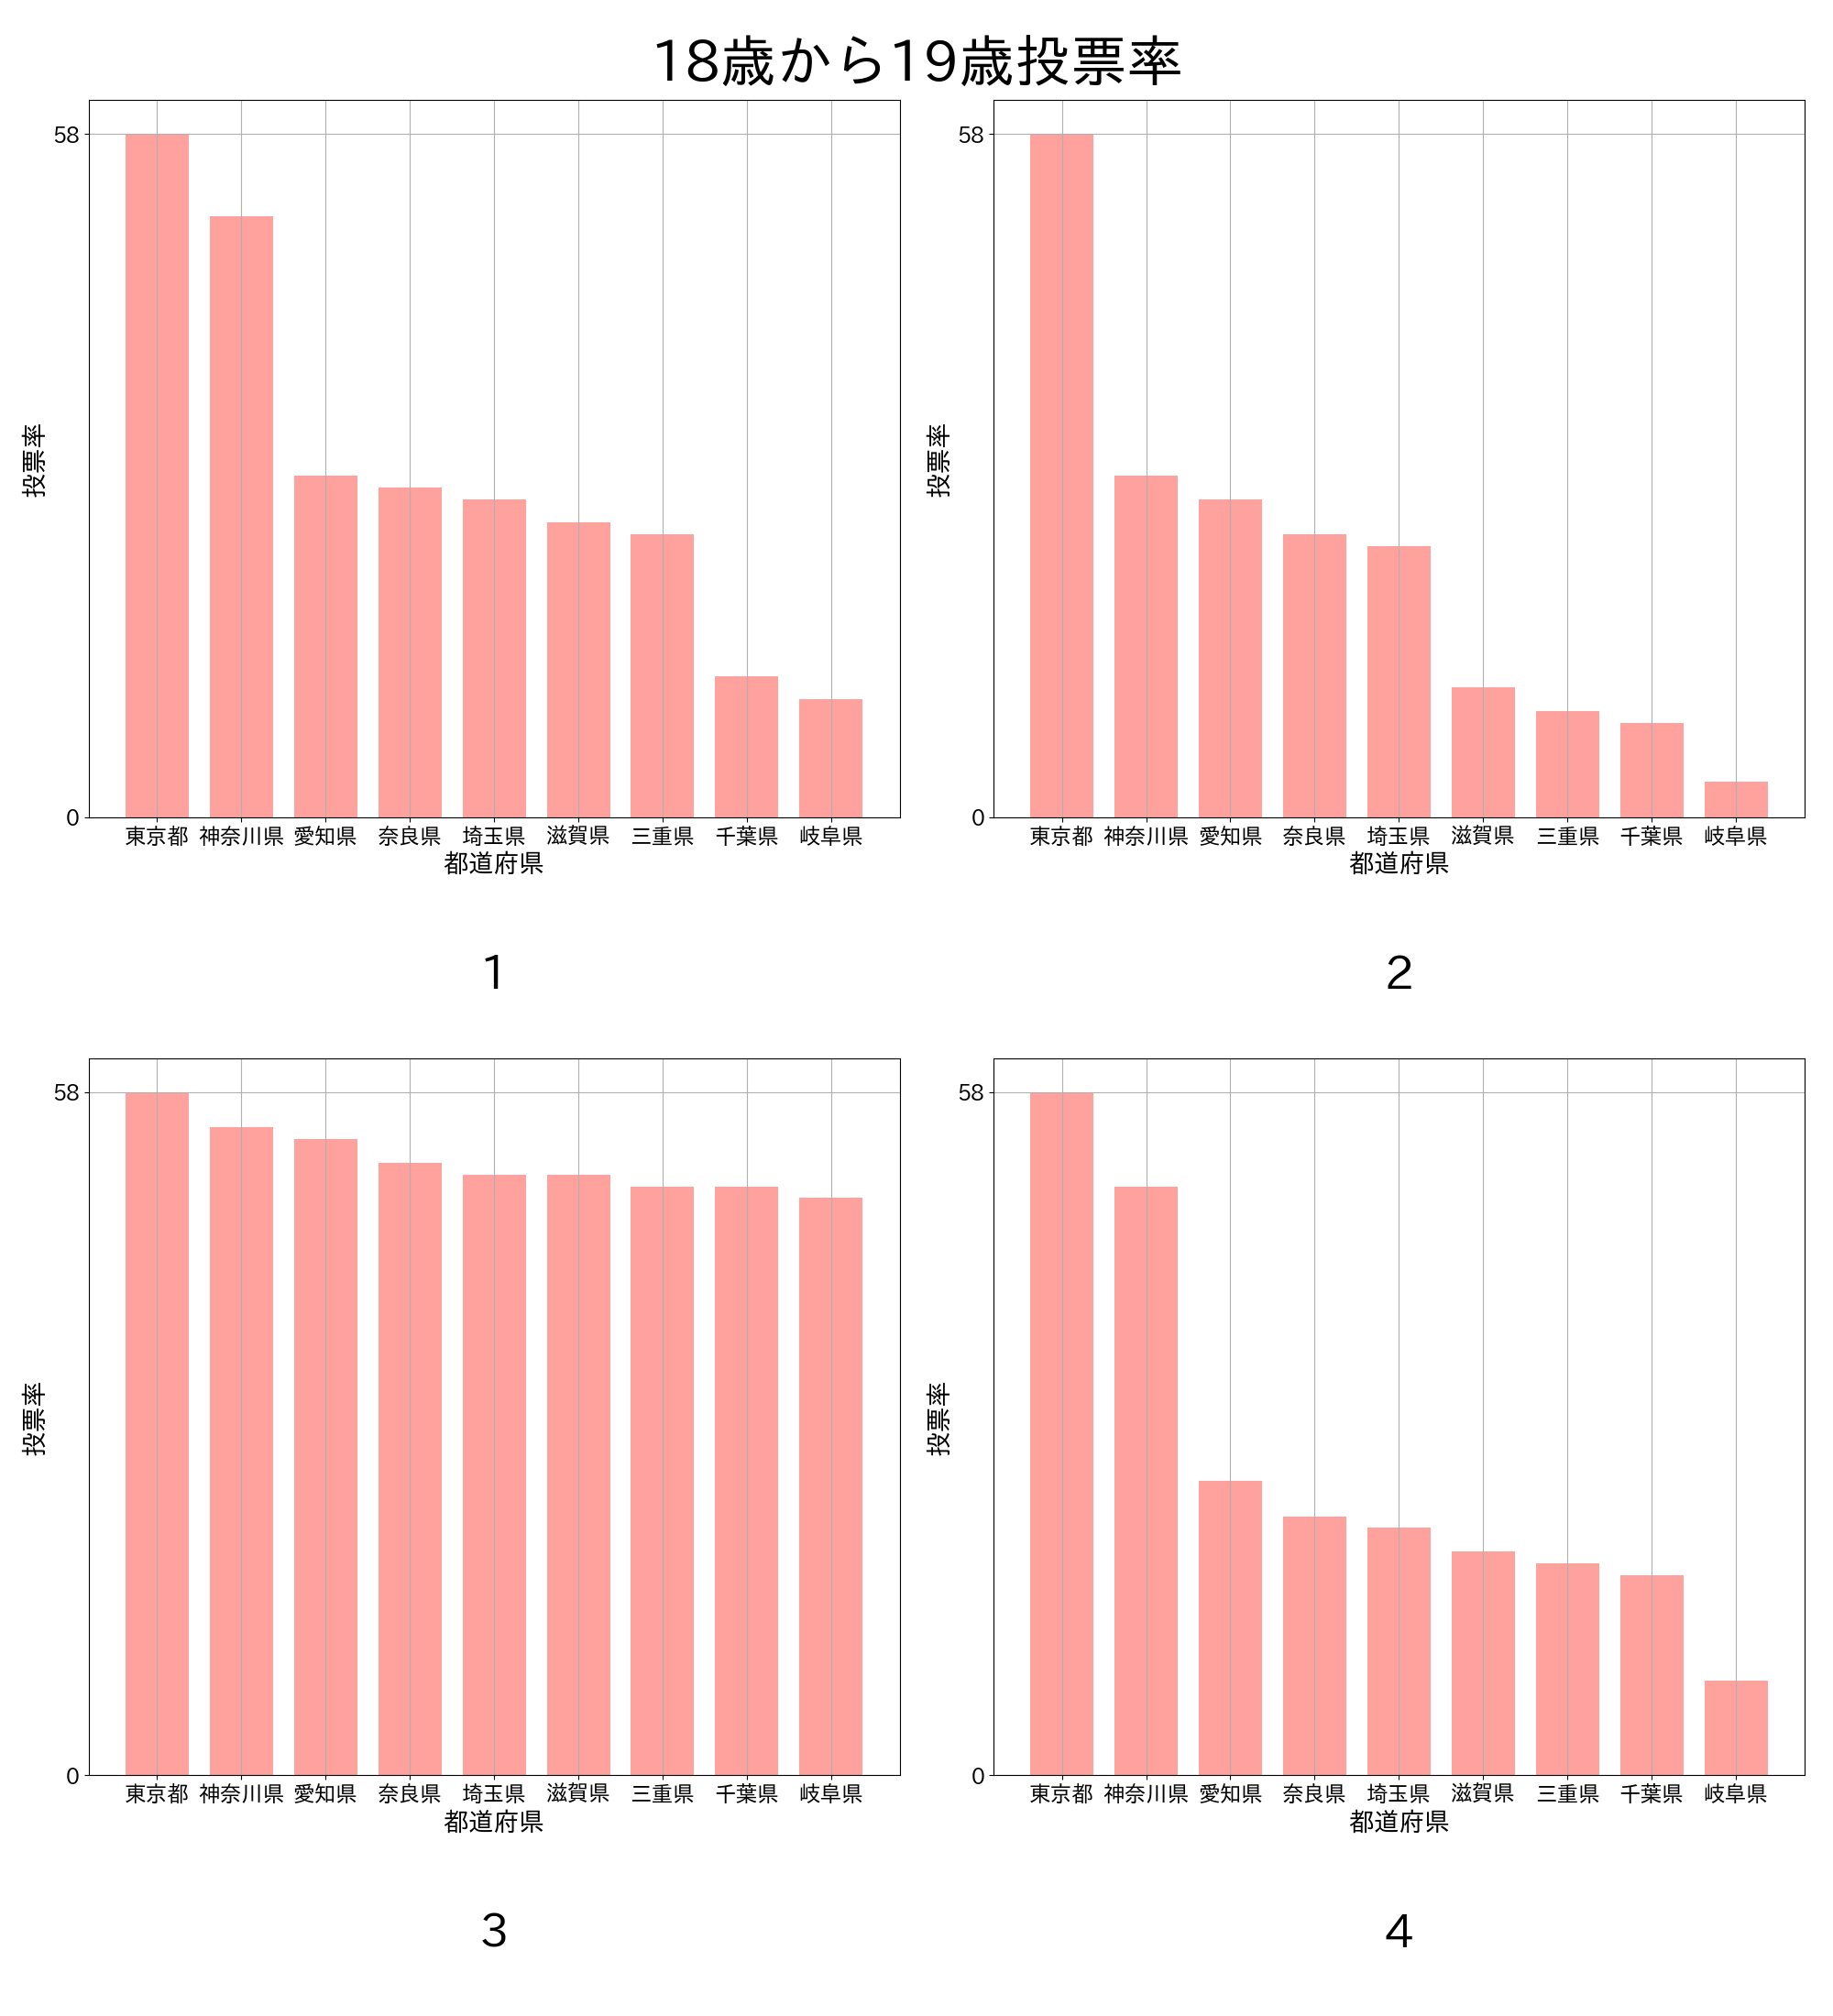 18歳から19歳投票率
58
0
投票率
東京都 神奈川県 愛知県 奈良県 埼玉県 滋賀県 三重県 千葉県 岐阜県
都道府県
1
58
0
投票率
東京都 神奈川県 愛知県 奈良県 埼玉県 滋賀県 三重県 千葉県 岐阜県
都道府県
2
58
0
投票率
東京都 神奈川県 愛知県 奈良県 埼玉県 滋賀県 三重県 千葉県 岐阜県
都道府県
3
58
0
投票率
東京都 神奈川県 愛知県 奈良県 埼玉県 滋賀県 三重県 千葉県 岐阜県
都道府県
4